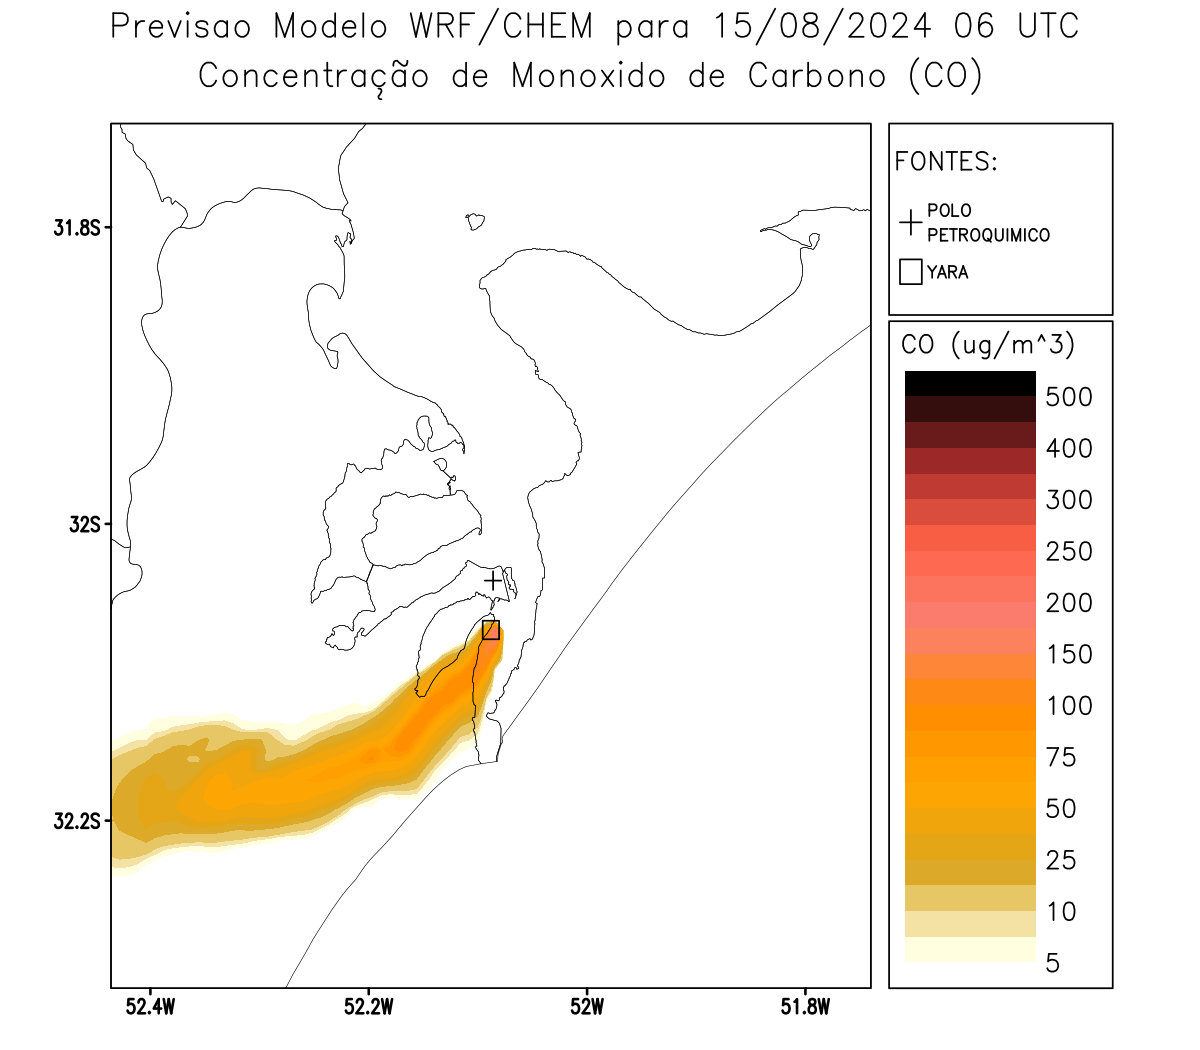 Previsao Modelo WRF/CHEM para 15/08/2024 06 UTC
Concentração de Monoxido de Carbono (CO)
FONTES:
POLO
PETROQUIMICO
YARA
CO (ug/m^3)
500
400
300
250
200
150
100
75
50
25
10
5
31.8S
32S
32.2S
52.4W
52.2W
52W
51.8W